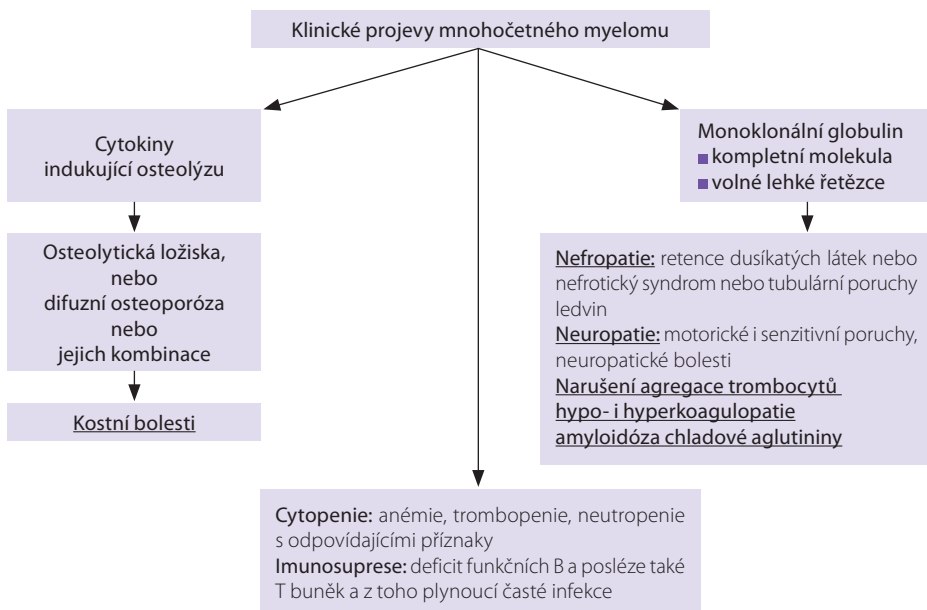 Klinické projevy mnohočetného myelomu
Cytokiny
indukující osteolýzu
Osteolytická ložiska,
nebo
difuzní osteoporóza
nebo
jejich kombinace
Kostní bolesti
Monoklonální globulin
■ kompletní molekula
■ volné lehké řetězce
Nefropatie: retence dusíkatých látek nebo
nefrotický syndrom nebo tubulární poruchy
ledvin
Neuropatie: motorické i senzitivní poruchy,
neuropatické bolesti
Narušení agregace trombocytů
hypo- i hyperkoagulopatie
amyloidóza chladové aglutininy
Cytopenie: anémie, trombopenie, neutropenie
s odpovídajícími příznaky
Imunosuprese: deficit funkčních B a posléze také
T buněk a z toho plynoucí časté infekce